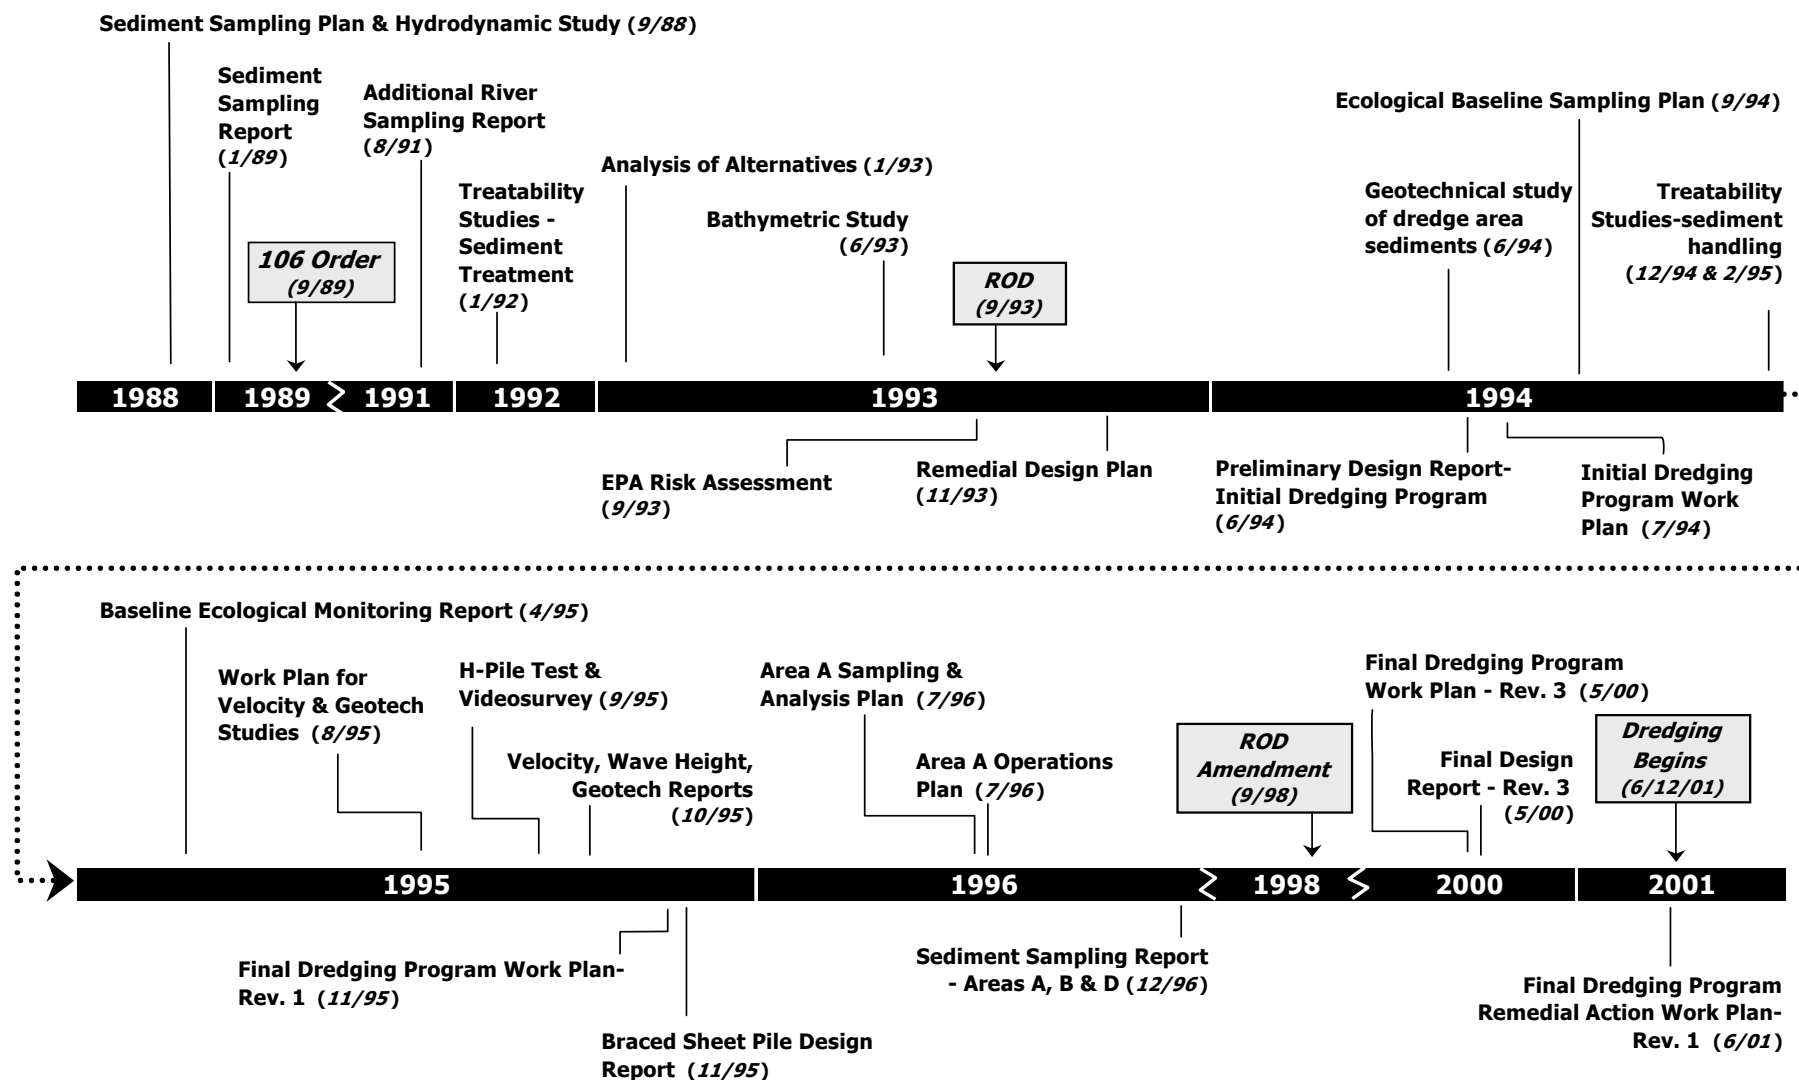 Sediment Sampling Plan & Hydrodynamic Study (9/88)
Sediment
Sampling
Report
(1/89)
106 Order
(9/89)
Additional River
Sampling Report
(8/91)
Treatability
Studies -
Sediment
Treatment
(1/92)
Analysis of Alternatives (1/93)
Bathymetric Study
(6/93)
ROD
(9/93)
Ecological Baseline Sampling Plan (9/94)
Geotechnical study
of dredge area
sediments (6/94)
Treatability
Studies-sediment
handling
(12/94 & 2/95)
1988
1989
1991
1992
1993
1994
EPA Risk Assessment
(9/93)
Remedial Design Plan
(11/93)
Preliminary Design Report-
Initial Dredging Program
(6/94)
Initial Dredging
Program Work
Plan (7/94)
Baseline Ecological Monitoring Report (4/95)
Work Plan for
Velocity & Geotech
Studies (8/95)
H-Pile Test &
Videosurvey (9/95)
Velocity, Wave Height,
Geotech Reports
(10/95)
Area A Sampling &
Analysis Plan (7/96)
Area A Operations
Plan (7/96)
ROD
Amendment
(9/98)
Final Dredging Program
Work Plan - Rev. 3 (5/00)
Final Design
Report - Rev. 3
(5/00)
Dredging
Begins
(6/12/01)
1995
1996
1998
2000
2001
Final Dredging Program Work Plan-
Rev. 1 (11/95)
Braced Sheet Pile Design
Report (11/95)
Sediment Sampling Report
- Areas A, B & D (12/96)
Final Dredging Program
Remedial Action Work Plan-
Rev. 1 (6/01)